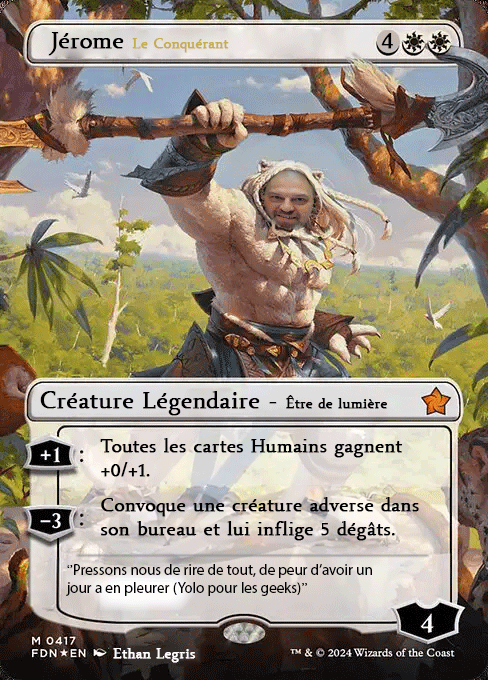 Jérome Le Conquérant 4
Créature Légendaire - Être de lumière
+1 : Toutes les cartes Humains gagnent
+0/+1.
-3 : Convoque une créature adverse dans
son bureau et lui inflige 5 dégâts.
"Pressons nous de rire de tout, de peur d'avoir un
jour a en pleurer (Yolo pour les geeks)"
4
M 0417
FDN★EN Ethan Legris
™ & © 2024 Wizards of the Coast